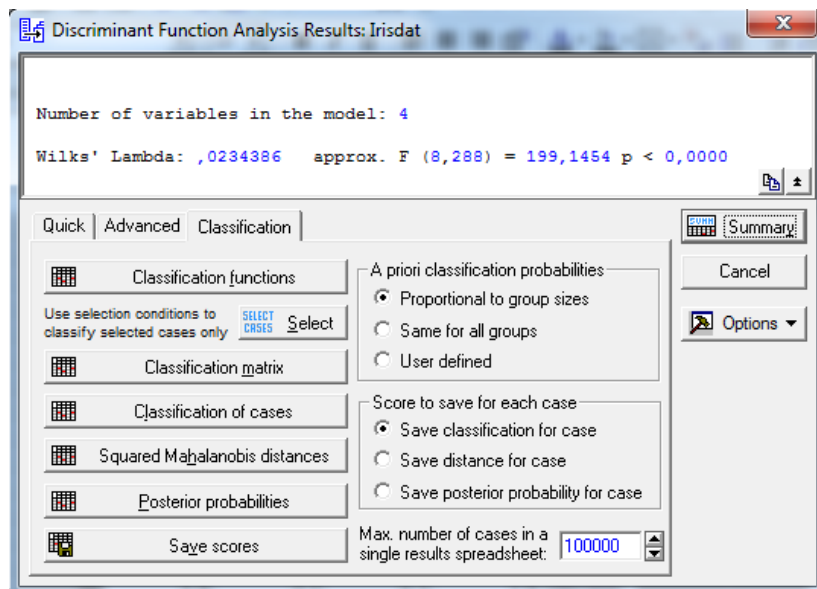 Discriminant Function Analysis Results: Irisdat
Number of variables in the model: 4
Wilks' Lambda: ,0234386 approx. F (8,288) = 199,1454 p < 0,0000
Quick Advanced Classification
Summary
Cancel
Options
Classification functions
Use selection conditions to
classify selected cases only
SELECT
CASES
Select
Classification matrix
Classification of cases
Squared Mahalanobis distances
Posterior probabilities
Save scores
A priori classification probabilities
Proportional to group sizes
Same for all groups
User defined
Score to save for each case
Save classification for case
Save distance for case
Save posterior probability for case
Max. number of cases in a
single results spreadsheet:
100000